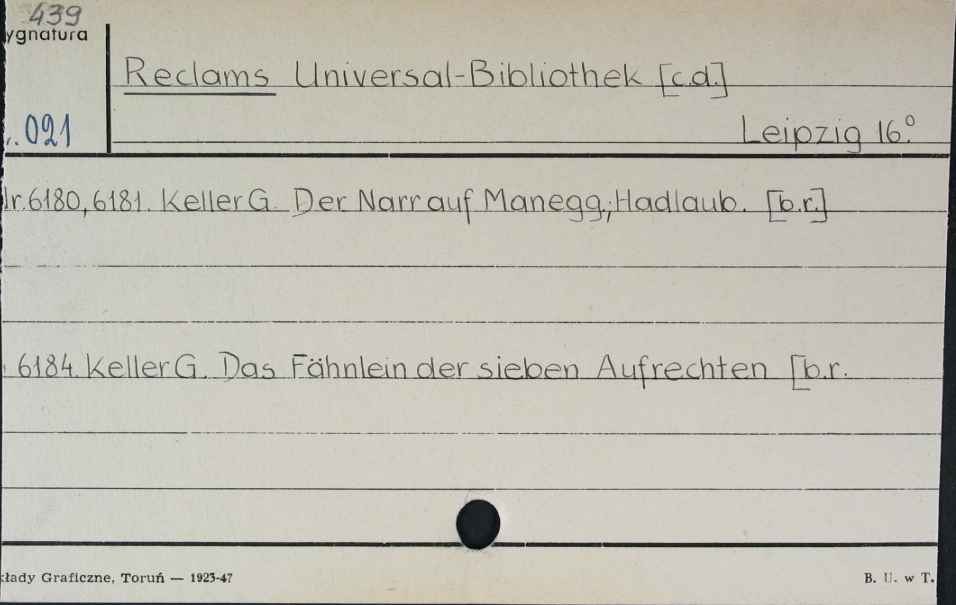 439
ygnatura
Reclams Universal-Bibliothek [c.d.]
.021
Leipzig 16.º
Nr.6180,6181. Keller G. Der Narr auf Manegg.; Hadlaub. [b.r.]
6184. Keller G. Das Fähnlein der sieben Aufrechten [b.r.
kłady Graficzne, Toruń — 1923-47
B. U. w T.